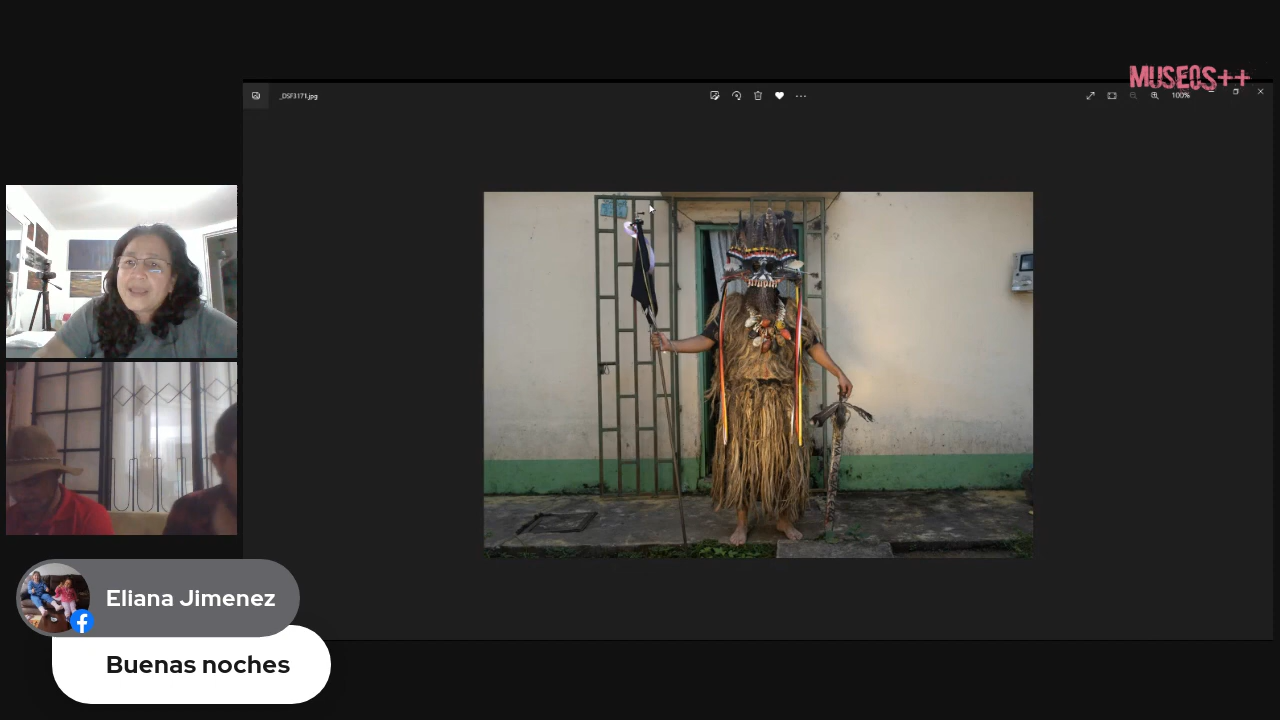 MUSEOS++
_DSF3171.jpg
100%
Eliana Jimenez
Buenas noches